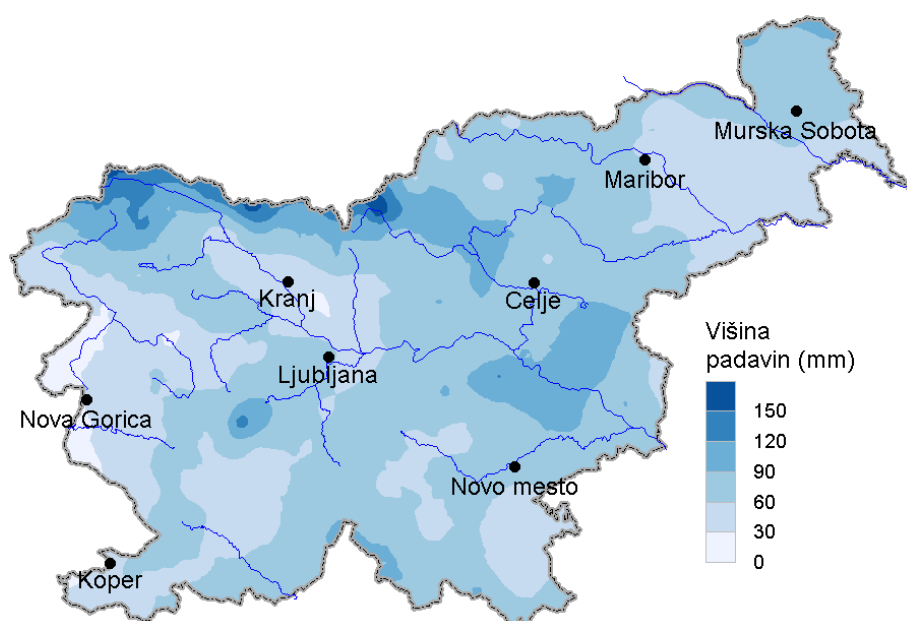 Murska Sobota
Maribor
Kranj
Celje
Ljubljana
Nova Gorica
Novo mesto
Koper
Višina
padavin (mm)
150
120
90
60
30
0